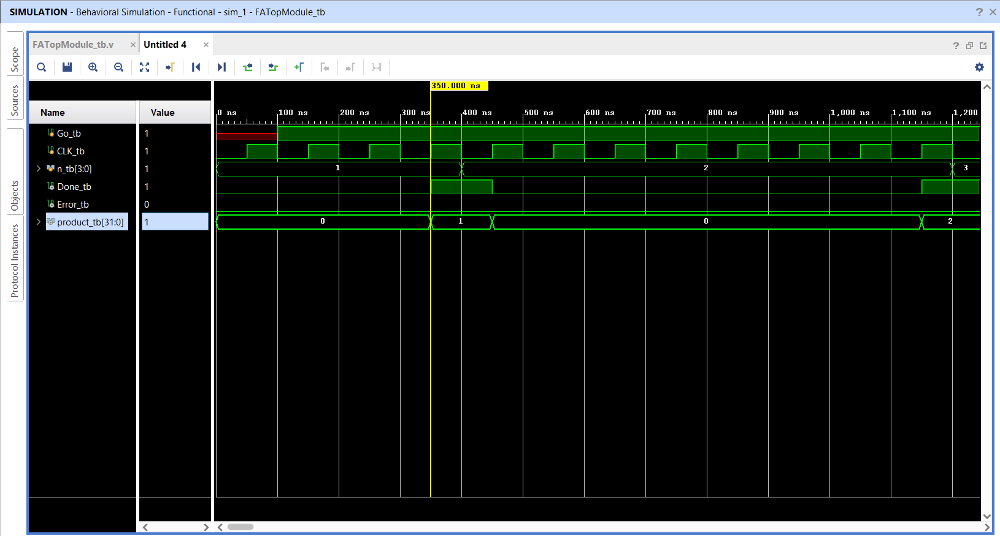 SIMULATION - Behavioral Simulation - Functional - sim_1 - FATopModule_tb
? ×
Scope
Sources
Objects
Protocol Instances
FATopModule_tb.v ×
Untitled 4 ×
?
350.000 ns
Name Value
0 ns 100 ns 200 ns 300 ns 400 ns 500 ns 600 ns 700 ns 800 ns 900 ns 1,000 ns 1,100 ns 1,200
Go_tb 1
CLK_tb 1
n_tb[3:0] 1 1 2 3
Done_tb 1
Error_tb 0
product_tb[31:0] 1 0 1 0 2